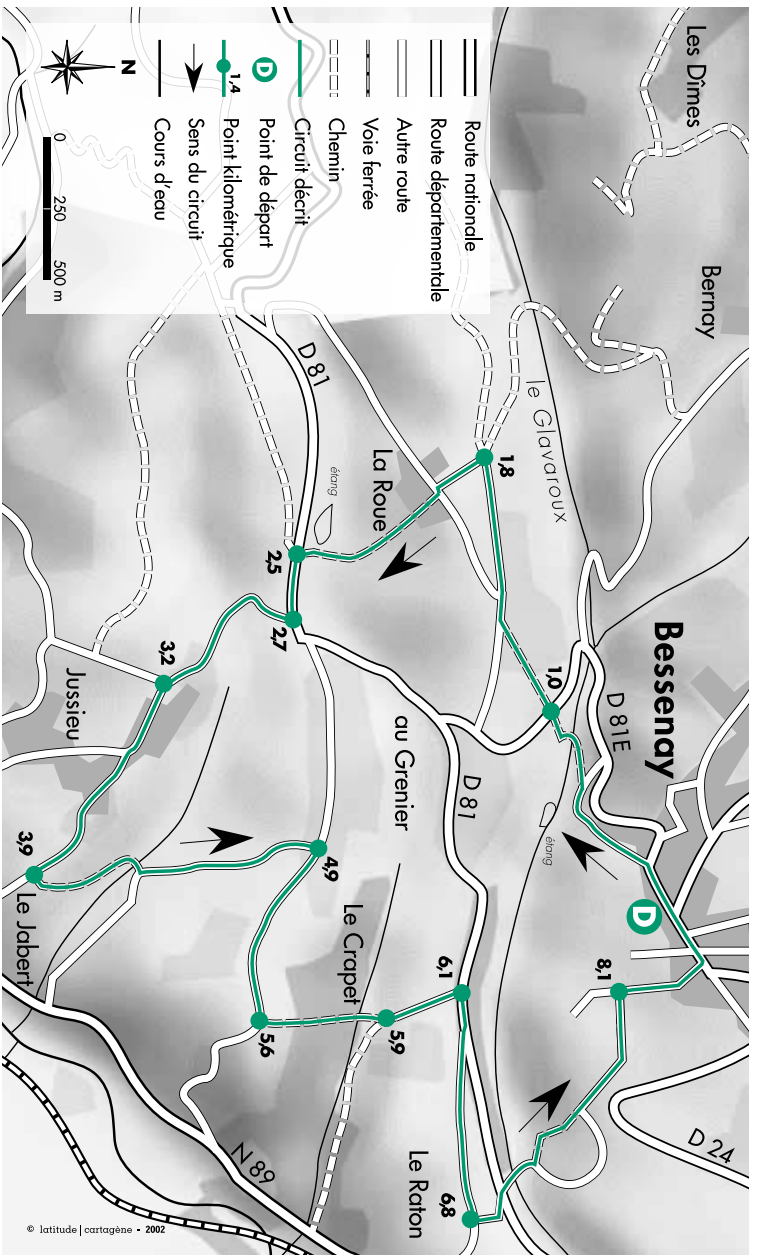 Les Dîmes
Bernay
Route nationale
Route départementale
Autre route
Voie ferrée
Chemin
Circuit décrit
D
Point de départ
1,4
Point kilométrique
Sens du circuit
Cours d'eau
N
0
250
500 m
D 81
le Glavaroux
La Roue
étang
1,8
2,5
2,7
3,2
Jussieu
1,0
Bessenay
D 81E
au Grenier
D 81
étang
D
3,9
Le Jabert
4,9
Le Crapet
5,6
5,9
6,1
8,1
N 89
Le Raton
6,8
D 24
© latitude|cartagène - 2002